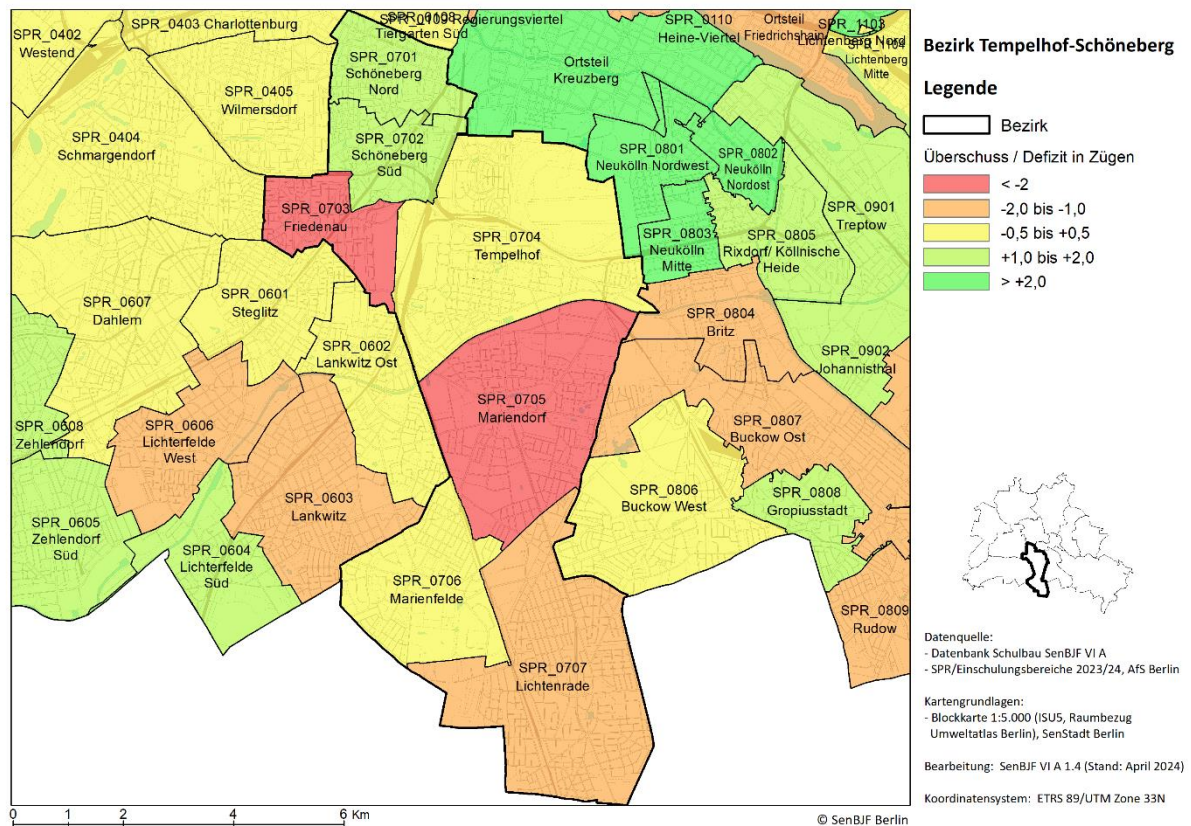 SPR_0402
Westend
SPR_0403 Charlottenburg
Tiergarten Süd
Regierungsviertel
SPR_0110
Heine-Viertel
Ortsteil
Friedrichshain
SPR_1103
Lichtenberg Nord
SPR_1104
Lichtenberg
Mitte
SPR_0701
Schöneberg
Nord
Ortsteil
Kreuzberg
SPR_0405
Wilmersdorf
SPR_0404
Schmargendorf
SPR_0702
Schöneberg
Süd
SPR_0801
Neukölln Nordwest
SPR_0802
Neukölln
Nordost
SPR_0703
Friedenau
SPR_0704
Tempelhof
SPR_0803
Neukölln
Mitte
SPR_0805
Rixdorf/ Köllnische
Heide
SPR_0901
Treptow
SPR_0607
Dahlem
SPR_0601
Steglitz
SPR_0602
Lankwitz Ost
SPR_0804
Britz
SPR_0902
Johannisthal
SPR_0705
Mariendorf
SPR_0608
Zehlendorf
SPR_0606
Lichterfelde
West
SPR_0807
Buckow Ost
SPR_0603
Lankwitz
SPR_0806
Buckow West
SPR_0808
Gropiusstadt
SPR_0605
Zehlendorf
Süd
SPR_0604
Lichterfelde
Süd
SPR_0706
Marienfelde
SPR_0809
Rudow
SPR_0707
Lichtenrade
0 2 4 6 Km
© SenBJF Berlin
Bezirk Tempelhof-Schöneberg
Legende
Bezirk
Überschuss / Defizit in Zügen
< -2
-2,0 bis -1,0
-0,5 bis +0,5
+1,0 bis +2,0
> +2,0
Datenquelle:
- Datenbank Schulbau SenBJF VI A
- SPR/Einschulungsbereiche 2023/24, AfS Berlin
Kartengrundlagen:
- Blockkarte 1:5.000 (ISU5, Raumbezug
Umweltatlas Berlin), SenStadt Berlin
Bearbeitung: SenBJF VI A 1.4 (Stand: April 2024)
Koordinatensystem: ETRS 89/UTM Zone 33N